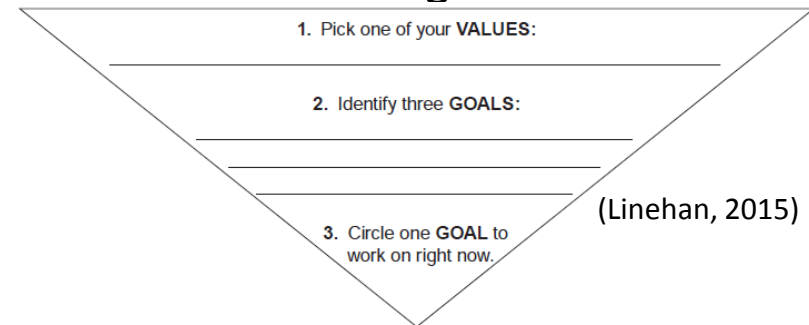 1. Pick one of your VALUES:
2. Identify three GOALS:
(Linehan, 2015)
3. Circle one GOAL to
work on right now.